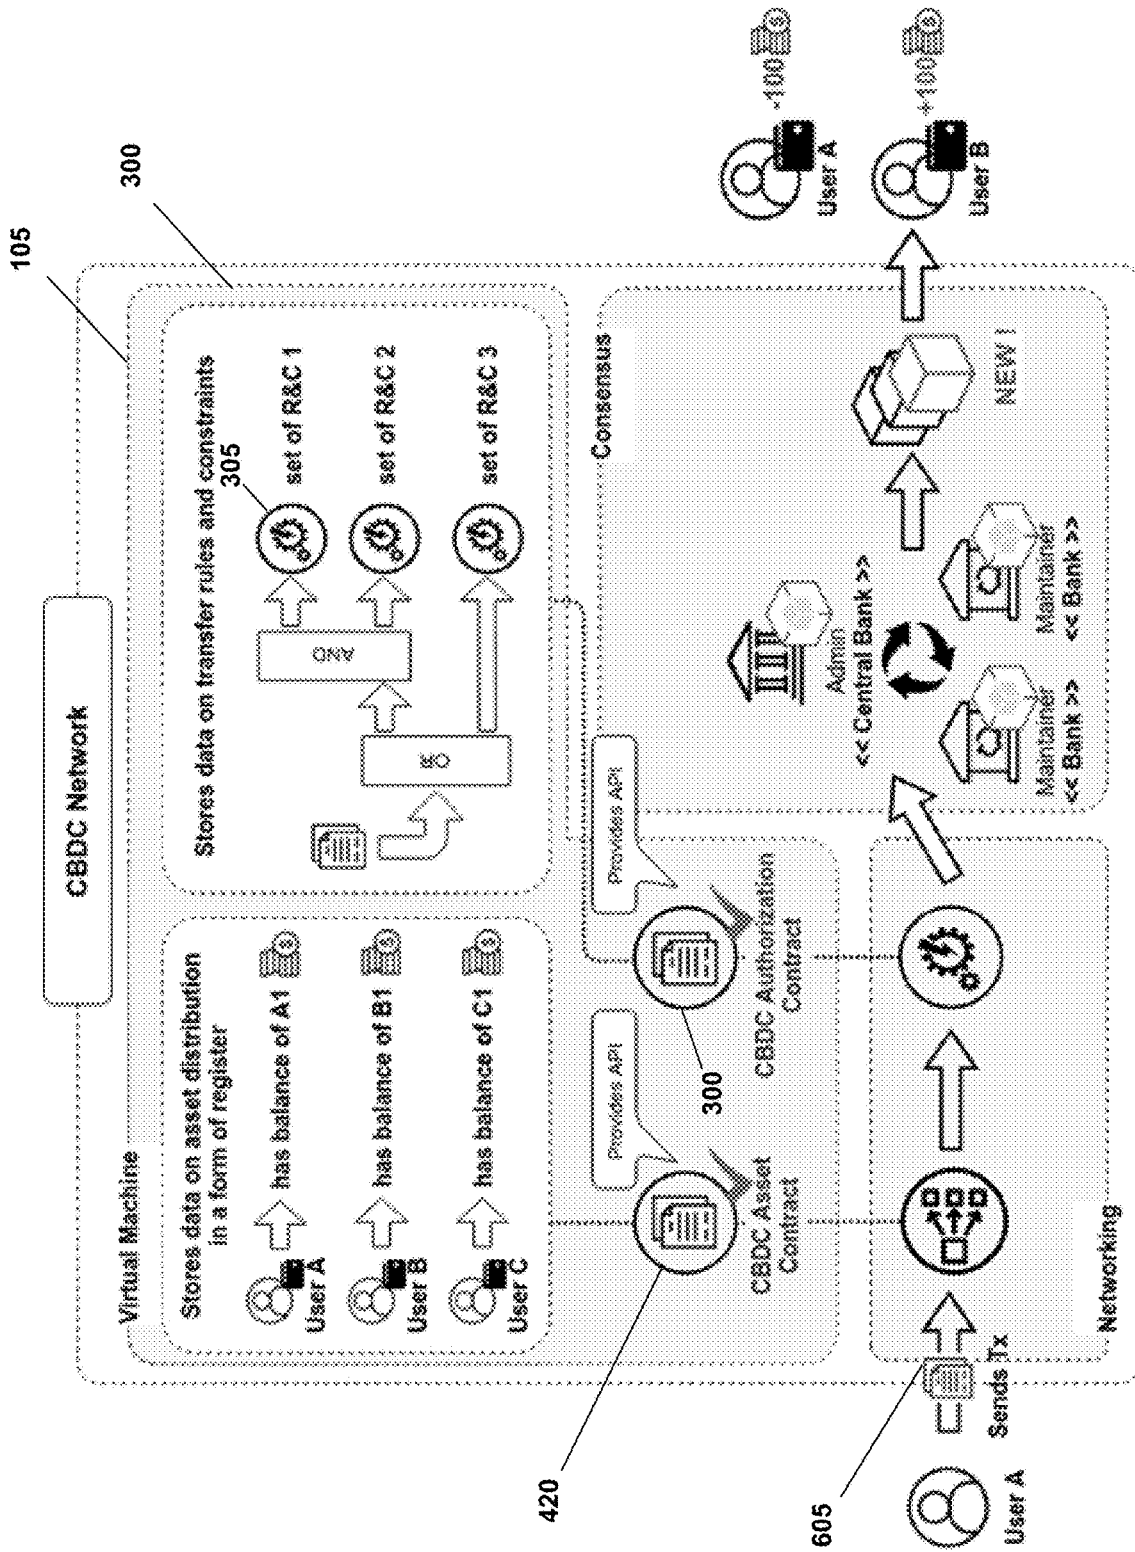 CBDC Network
105
300
Virtual Machine
Stores data on asset distribution
in a form of register
User A
has balance of A1
User B
has balance of B1
User C
has balance of C1
Stores data on transfer rules and constraints
305
AND
OR
set of R&C 1
set of R&C 2
set of R&C 3
Provides API
CBDC Asset
Contract
420
Provides API
300
CBDC Authorization
Contract
Networking
User A
Sends Tx
605
Consensus
Admin
<< Central Bank >>
Maintainer
<< Bank >>
Maintainer
<< Bank >>
NEW !
User A
-100
User B
+100